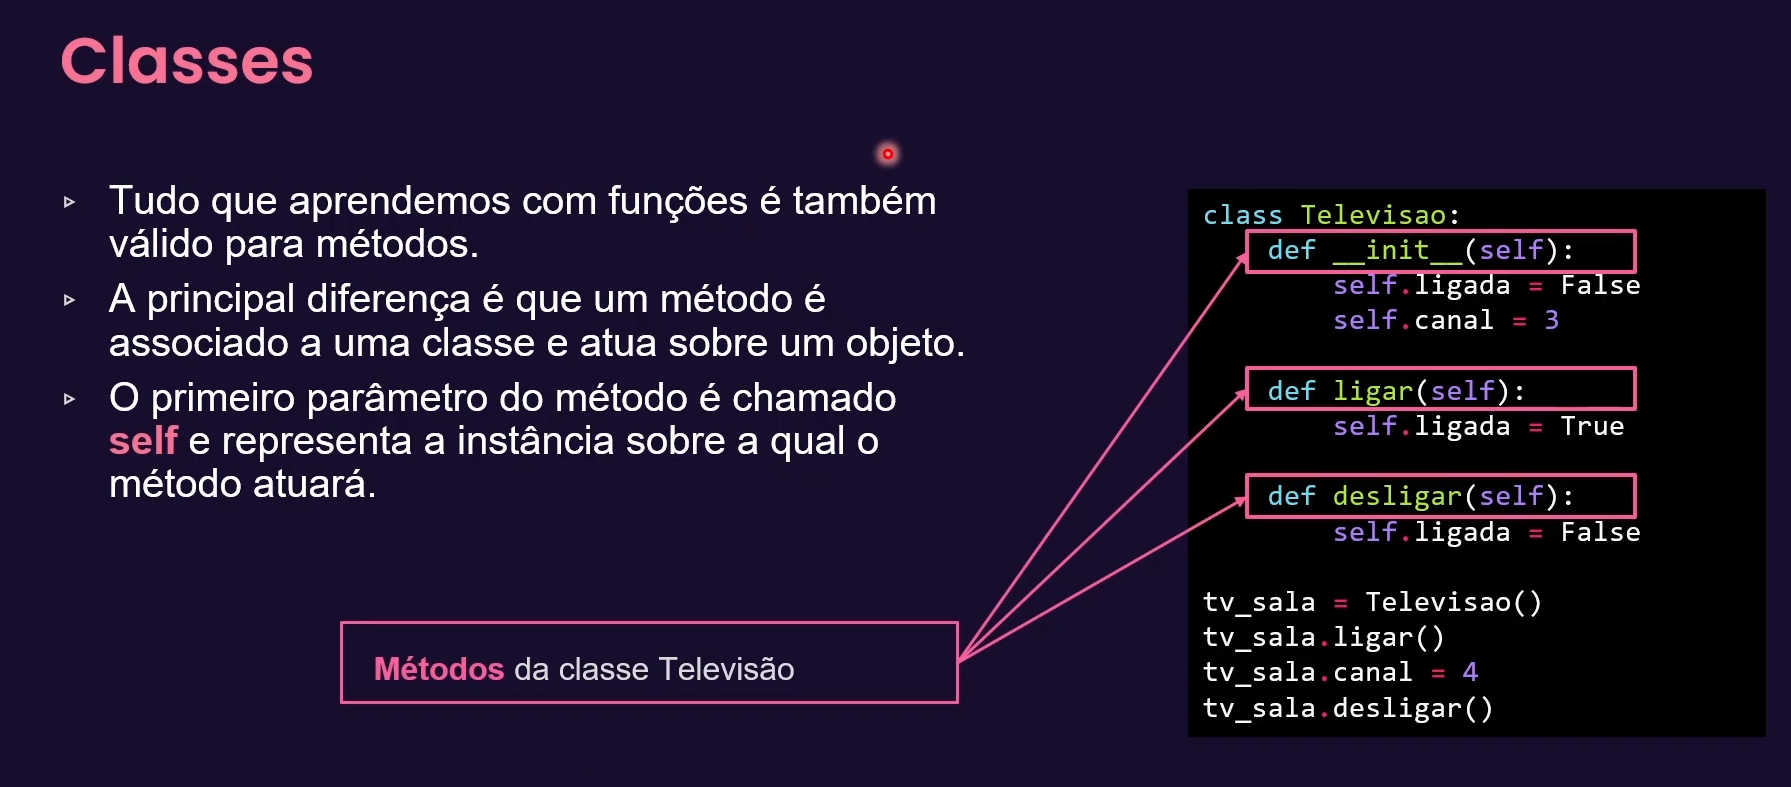 Classes
Tudo que aprendemos com funções é também
válido para métodos.
A principal diferença é que um método é
associado a uma classe e atua sobre um objeto.
O primeiro parâmetro do método é chamado
self e representa a instância sobre a qual o
método atuará.
Métodos da classe Televisão
class Televisao:
    def __init__(self):
        self.ligada = False
        self.canal = 3
    def ligar(self):
        self.ligada = True
    def desligar(self):
        self.ligada = False
tv_sala = Televisao()
tv_sala.ligar()
tv_sala.canal = 4
tv_sala.desligar()